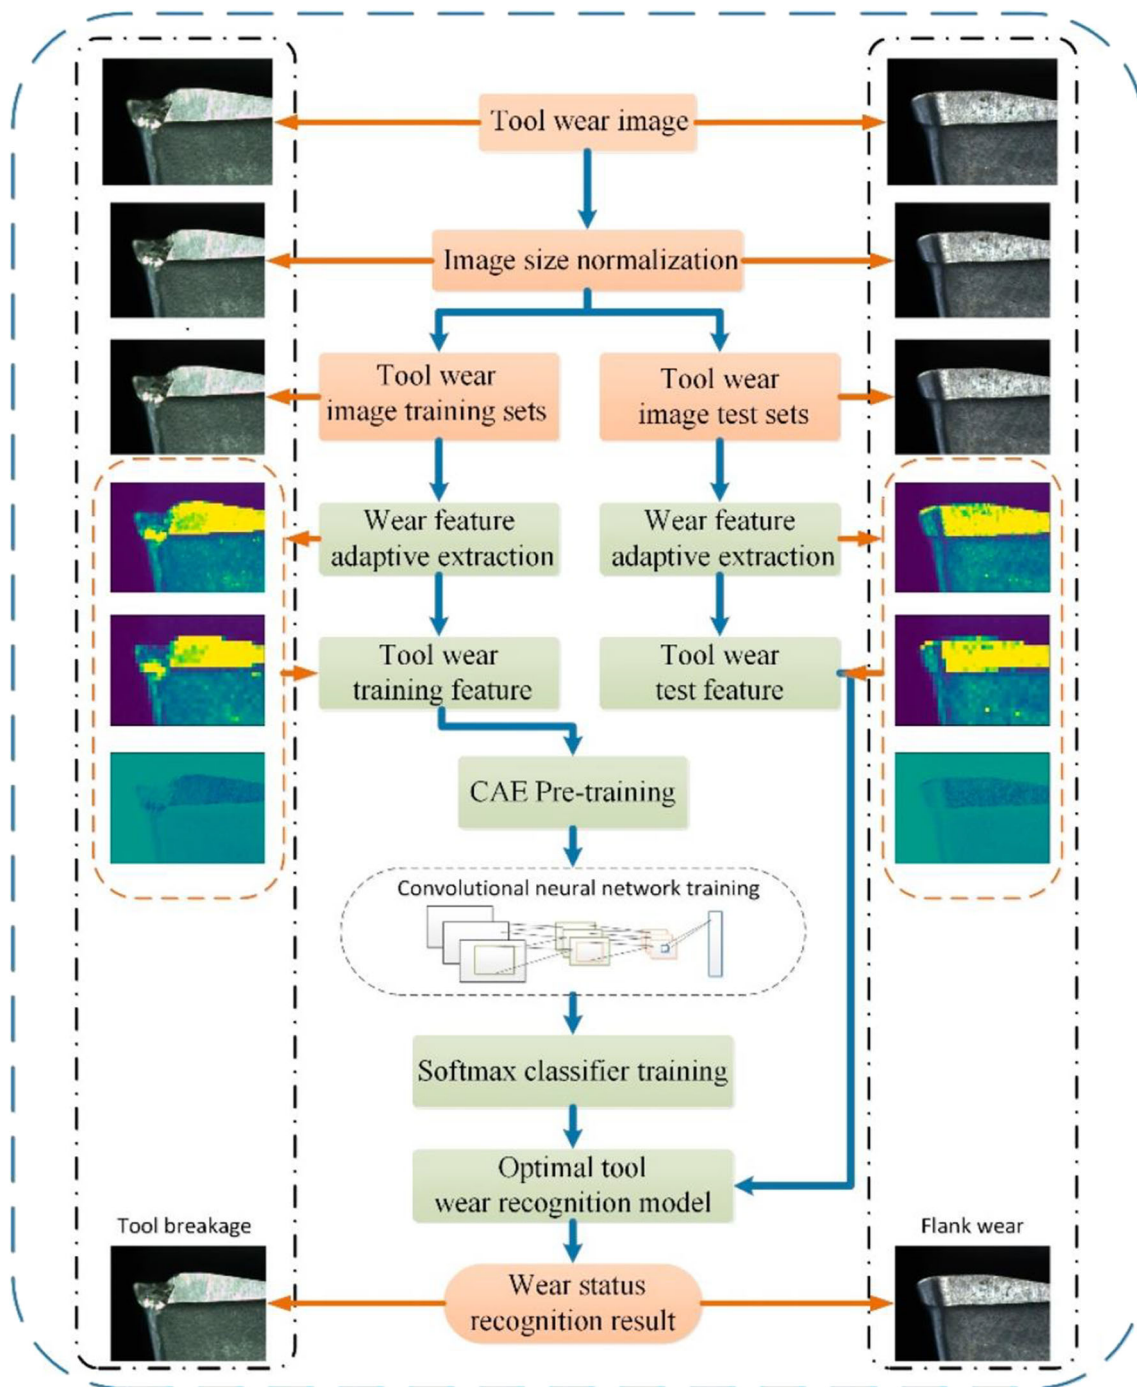 Tool wear image
Image size normalization
Tool wear
image training sets
Tool wear
image test sets
Wear feature
adaptive extraction
Wear feature
adaptive extraction
Tool wear
training feature
Tool wear
test feature
CAE Pre-training
Convolutional neural network training
Softmax classifier training
Optimal tool
wear recognition model
Tool breakage
Flank wear
Wear status
recognition result